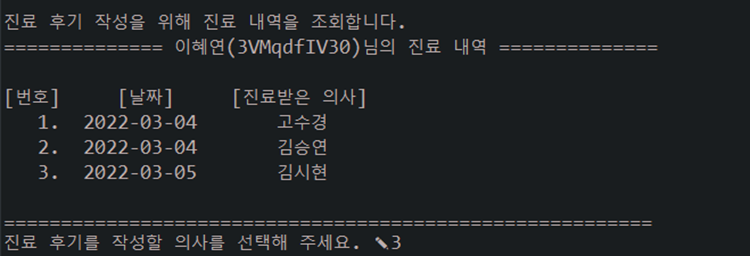 진료 후기 작성을 위해 진료 내역을 조회합니다.
============== 이혜연(3VMqdfIV30)님의 진료 내역 ==============
[번호] [날짜] [진료받은 의사]
1. 2022-03-04 고수경
2. 2022-03-04 김승연
3. 2022-03-05 김시현
=========================================================
진료 후기를 작성할 의사를 선택해 주세요. ✎3